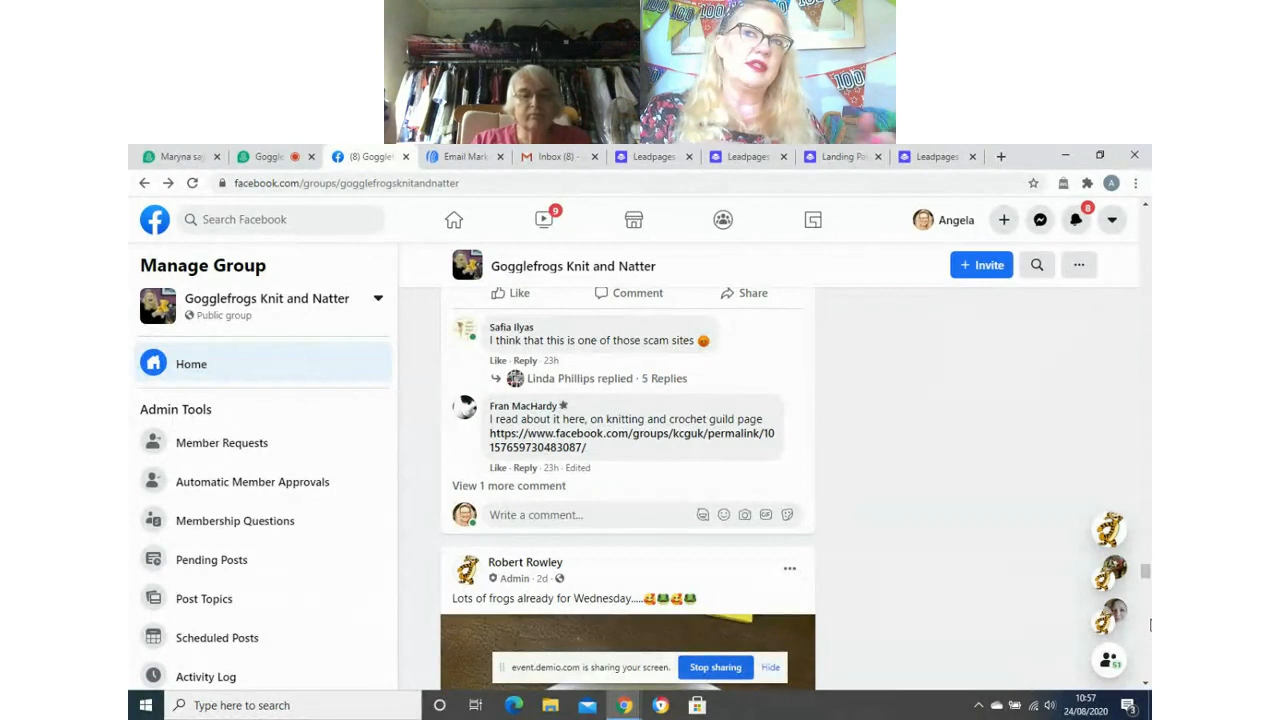 100
100
100
100
Maryna sa
Goggle
(8) Goggle
Email Mark
Inbox (8) -
Leadpages
Leadpages
Landing Pa
Leadpages
facebook.com/groups/gogglefrogsknitandnatter
A
Search Facebook
9
Angela
8
Manage Group
Gogglefrogs Knit and Natter
Public group
Home
Admin Tools
Member Requests
Automatic Member Approvals
Membership Questions
Pending Posts
Post Topics
Scheduled Posts
Activity Log
Gogglefrogs Knit and Natter
+ Invite
Like Comment Share
Safia Ilyas
I think that this is one of those scam sites
Like · Reply · 23h
Linda Phillips replied · 5 Replies
Fran MacHardy
I read about it here, on knitting and crochet guild page
https://www.facebook.com/groups/kcguk/permalink/10
157659730483087/
Like · Reply · 23h · Edited
View 1 more comment
Write a comment...
GIF
Robert Rowley
Admin · 2d ·
Lots of frogs already for Wednesday.....
51
event.demio.com is sharing your screen. Stop sharing Hide
Type here to search
10:57
24/08/2020
3